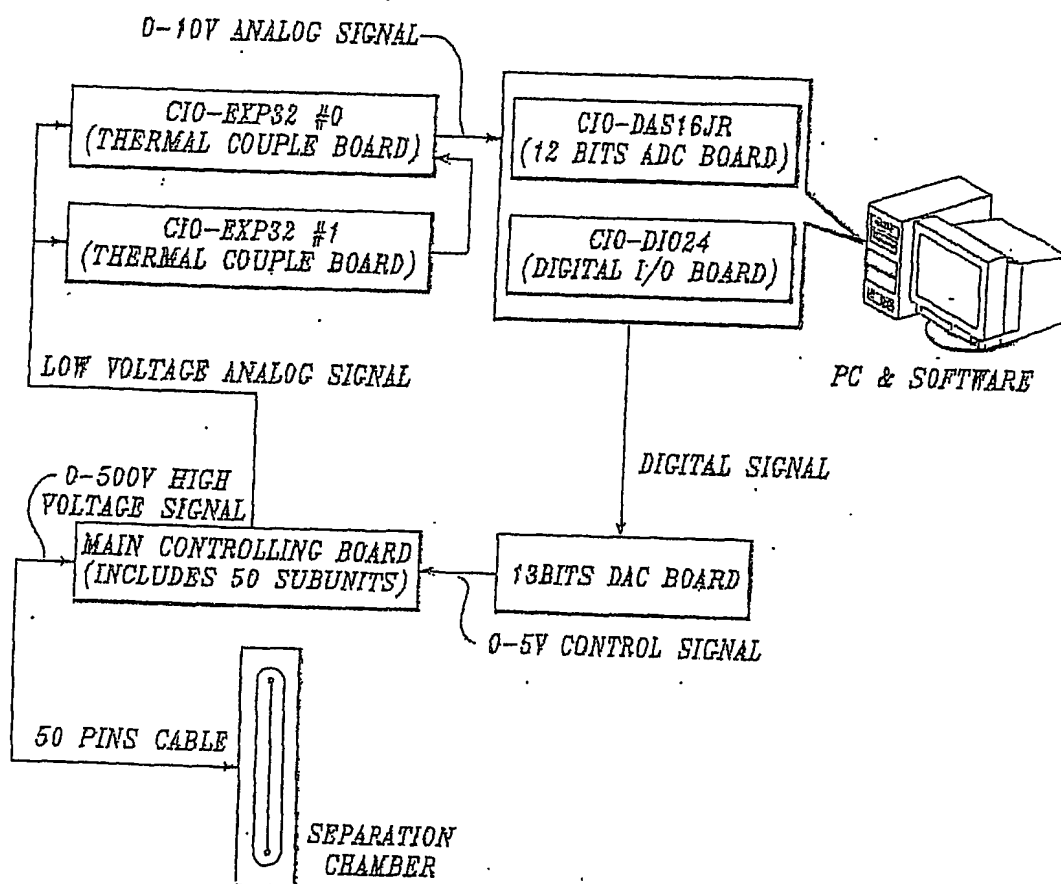 0-10V ANALOG SIGNAL
CIO-EXP32 #0
(THERMAL COUPLE BOARD)
CIO-DAS16JR
(12 BITS ADC BOARD)
CIO-EXP32 #1
(THERMAL COUPLE BOARD)
CIO-DIO24
(DIGITAL I/O BOARD)
LOW VOLTAGE ANALOG SIGNAL
PC & SOFTWARE
0-500V HIGH
VOLTAGE SIGNAL
DIGITAL SIGNAL
MAIN CONTROLLING BOARD
(INCLUDES 50 SUBUNITS)
13BITS DAC BOARD
0-5V CONTROL SIGNAL
50 PINS CABLE
SEPARATION
CHAMBER